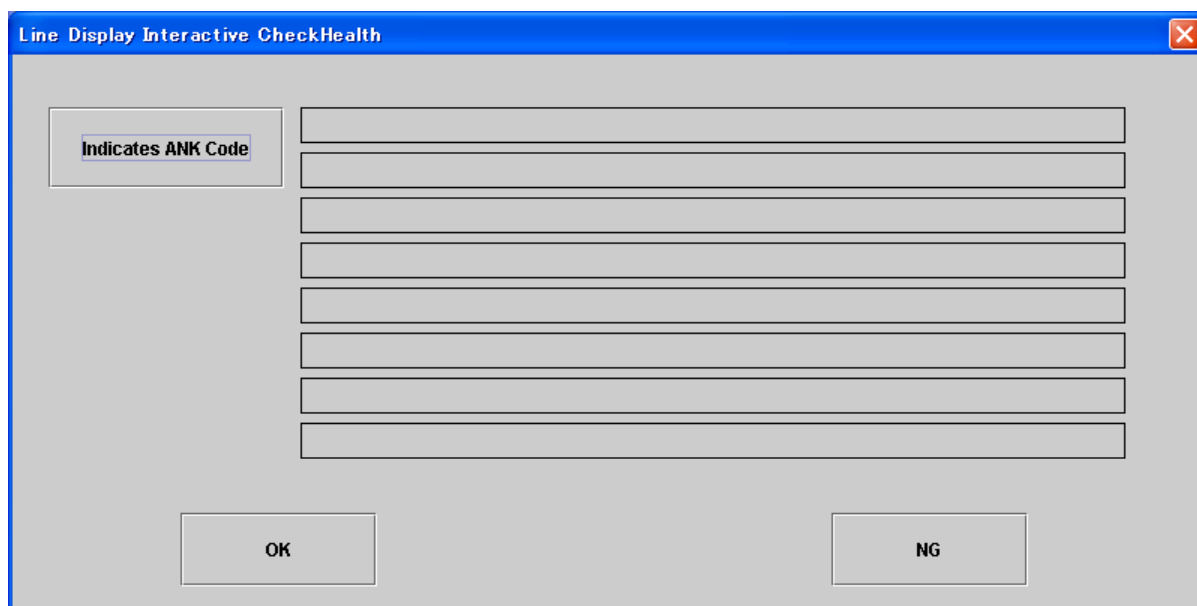 Line Display Interactive CheckHealth
Indicates ANK Code
OK
NG